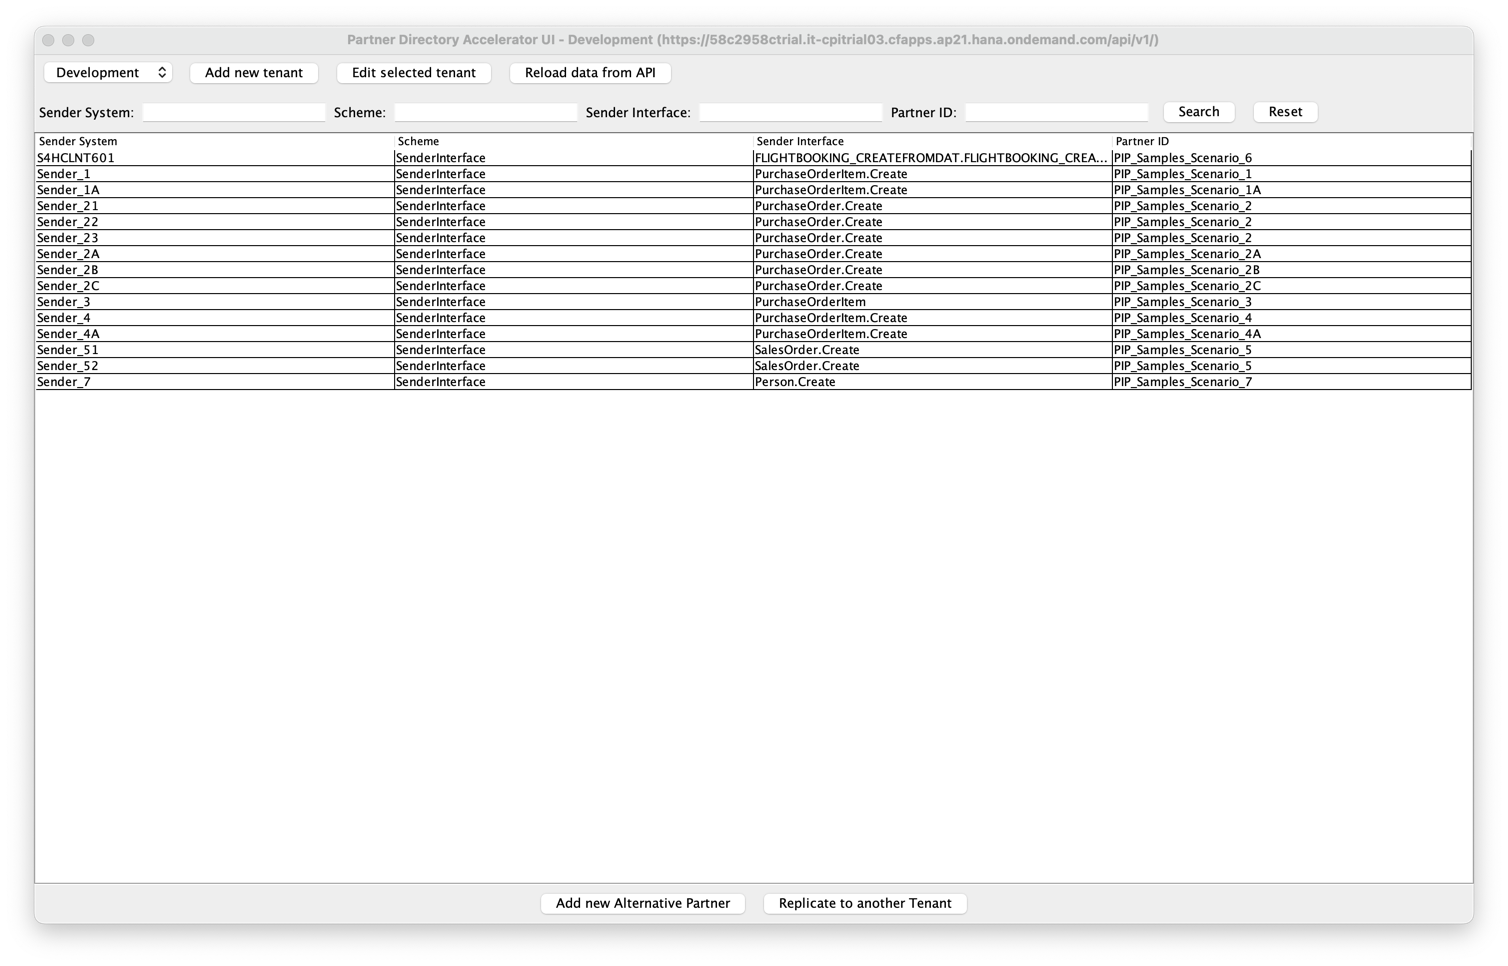 Partner Directory Accelerator UI - Development (https://58c2958ctrial.it-cpitrial03.cfapps.ap21.hana.ondemand.com/api/v1/)
Development Add new tenant Edit selected tenant Reload data from API
Sender System: Scheme: Sender Interface: Partner ID: Search Reset
Sender System Scheme Sender Interface Partner ID
S4HCLNT601 SenderInterface FLIGHTBOOKING_CREATEFROMDAT.FLIGHTBOOKING_CREA... PIP_Samples_Scenario_6
Sender_1 SenderInterface PurchaseOrderItem.Create PIP_Samples_Scenario_1
Sender_1A SenderInterface PurchaseOrderItem.Create PIP_Samples_Scenario_1A
Sender_21 SenderInterface PurchaseOrder.Create PIP_Samples_Scenario_2
Sender_22 SenderInterface PurchaseOrder.Create PIP_Samples_Scenario_2
Sender_23 SenderInterface PurchaseOrder.Create PIP_Samples_Scenario_2
Sender_2A SenderInterface PurchaseOrder.Create PIP_Samples_Scenario_2A
Sender_2B SenderInterface PurchaseOrder.Create PIP_Samples_Scenario_2B
Sender_2C SenderInterface PurchaseOrder.Create PIP_Samples_Scenario_2C
Sender_3 SenderInterface PurchaseOrderItem PIP_Samples_Scenario_3
Sender_4 SenderInterface PurchaseOrderItem.Create PIP_Samples_Scenario_4
Sender_4A SenderInterface PurchaseOrderItem.Create PIP_Samples_Scenario_4A
Sender_51 SenderInterface SalesOrder.Create PIP_Samples_Scenario_5
Sender_52 SenderInterface SalesOrder.Create PIP_Samples_Scenario_5
Sender_7 SenderInterface Person.Create PIP_Samples_Scenario_7
Add new Alternative Partner Replicate to another Tenant